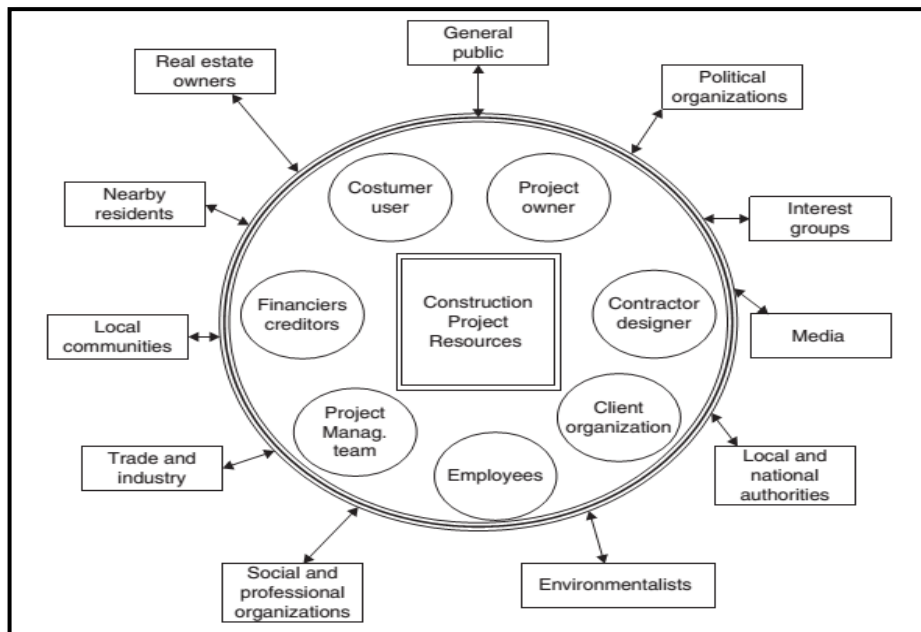 General
public
Real estate
owners
Political
organizations
Costumer
user
Project
owner
Nearby
residents
Interest
groups
Financiers
creditors
Construction
Project
Resources
Contractor
designer
Local
communities
Media
Project
Manag.
team
Client
organization
Trade and
industry
Employees
Local and
national
authorities
Social and
professional
organizations
Environmentalists